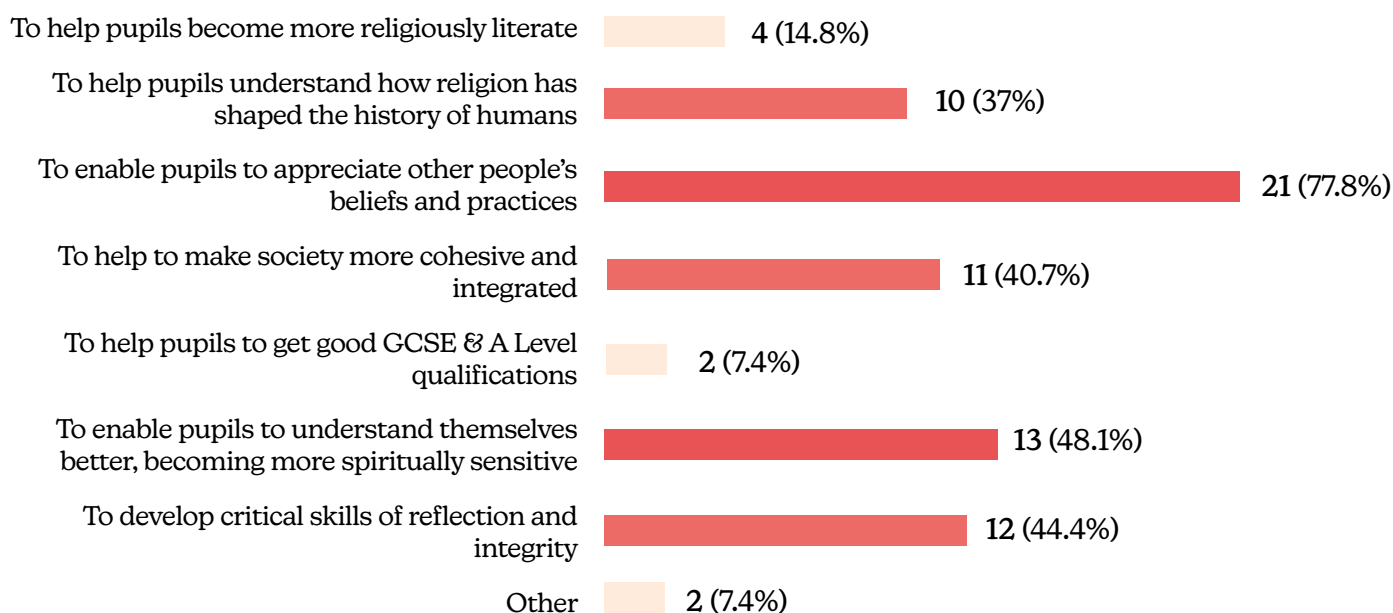 To help pupils become more religiously literate
4 (14.8%)
To help pupils understand how religion has
shaped the history of humans
10 (37%)
To enable pupils to appreciate other people’s
beliefs and practices
21 (77.8%)
To help to make society more cohesive and
integrated
11 (40.7%)
To help pupils to get good GCSE & A Level
qualifications
2 (7.4%)
To enable pupils to understand themselves
better, becoming more spiritually sensitive
13 (48.1%)
To develop critical skills of reflection and
integrity
12 (44.4%)
Other
2 (7.4%)